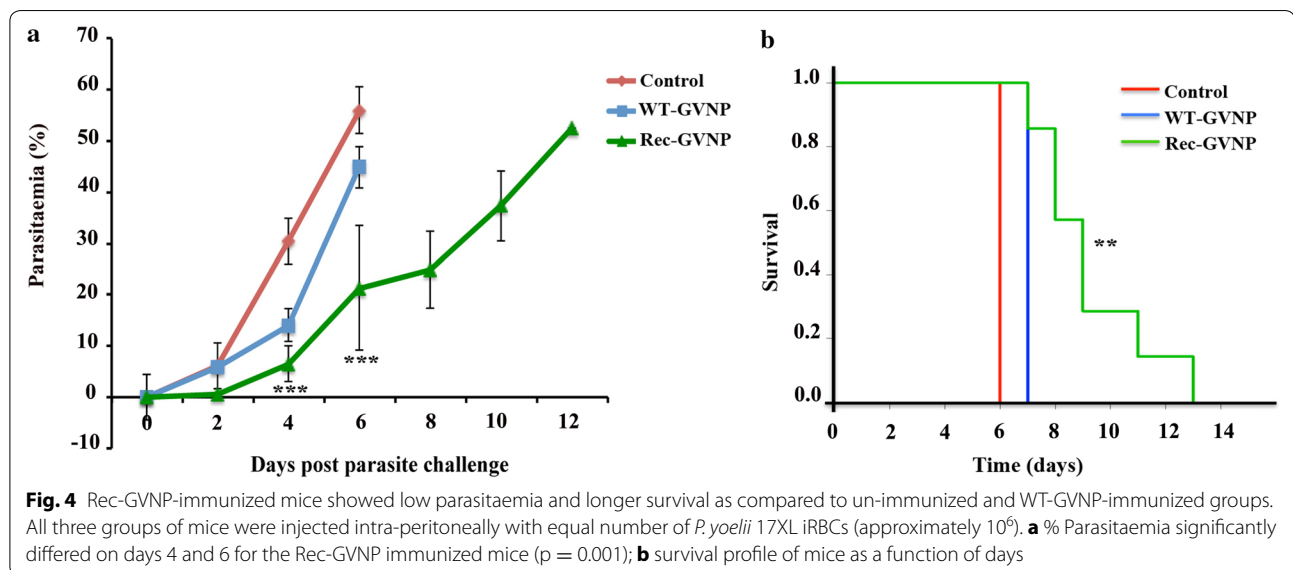 a
70
60
50
40
30
20
10
0
-10
Parasitaemia (%)
0 2 4 6 8 10 12
Days post parasite challenge
Control
WT-GVNP
Rec-GVNP
***
***
b
1.0
0.8
0.6
0.4
0.2
0.0
Survival
0 2 4 6 8 10 12 14
Time (days)
Control
WT-GVNP
Rec-GVNP
**
Fig. 4 Rec-GVNP-immunized mice showed low parasitaemia and longer survival as compared to un-immunized and WT-GVNP-immunized groups.
All three groups of mice were injected intra-peritoneally with equal number of P. yoelii 17XL iRBCs (approximately 10⁶). a % Parasitaemia significantly
differed on days 4 and 6 for the Rec-GVNP immunized mice (p = 0.001); b survival profile of mice as a function of days